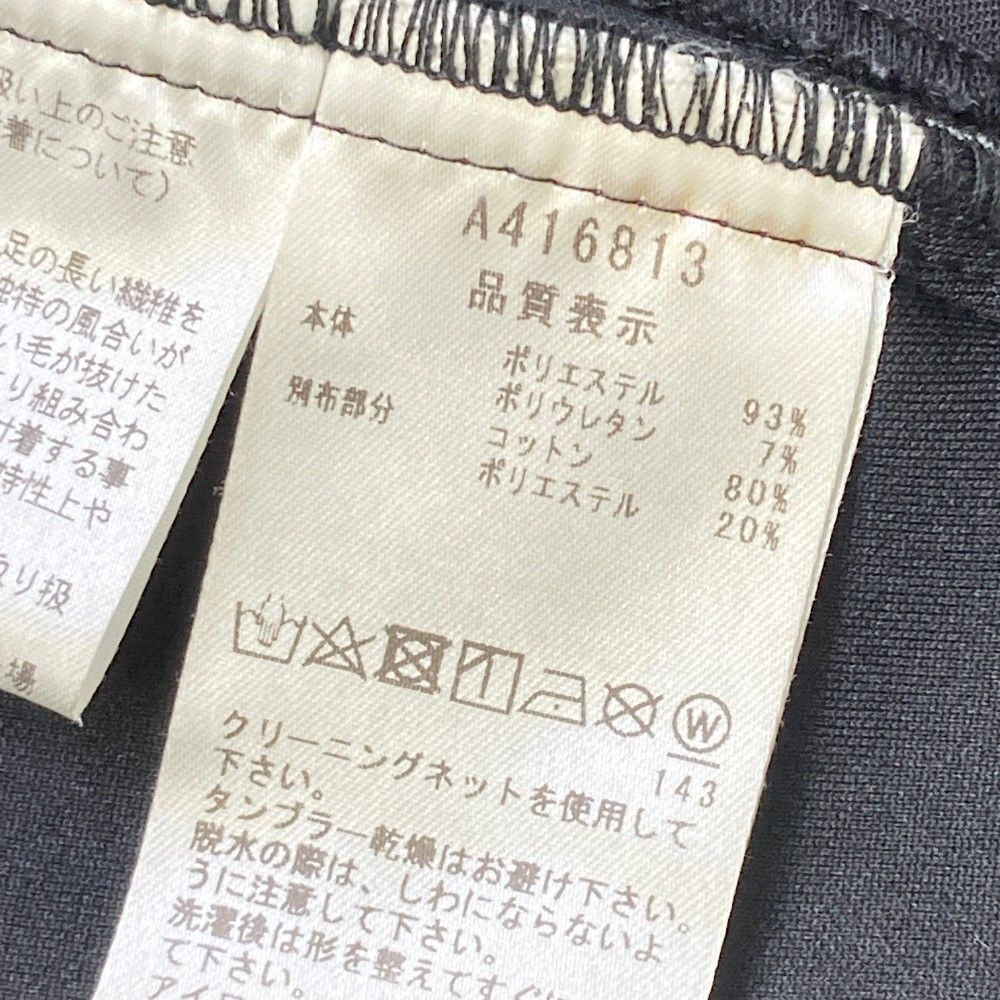 扱い上のご注意
着について)
足の長い繊維を
独特の風合いが
い毛が抜けた
り組み合わ
付着する事
特性上や
り扱
場
A416813
品質表示
本体 ポリエステル 93%
ポリウレタン 7%
別布部分 コットン 80%
ポリエステル 20%
W
143
クリーニングネットを使用して
下さい。
タンブラー乾燥はお避け下さい。
脱水の際は、しわにならないよ
うに注意して下さい。
洗濯後は形を整えてすぐに
て下さい。